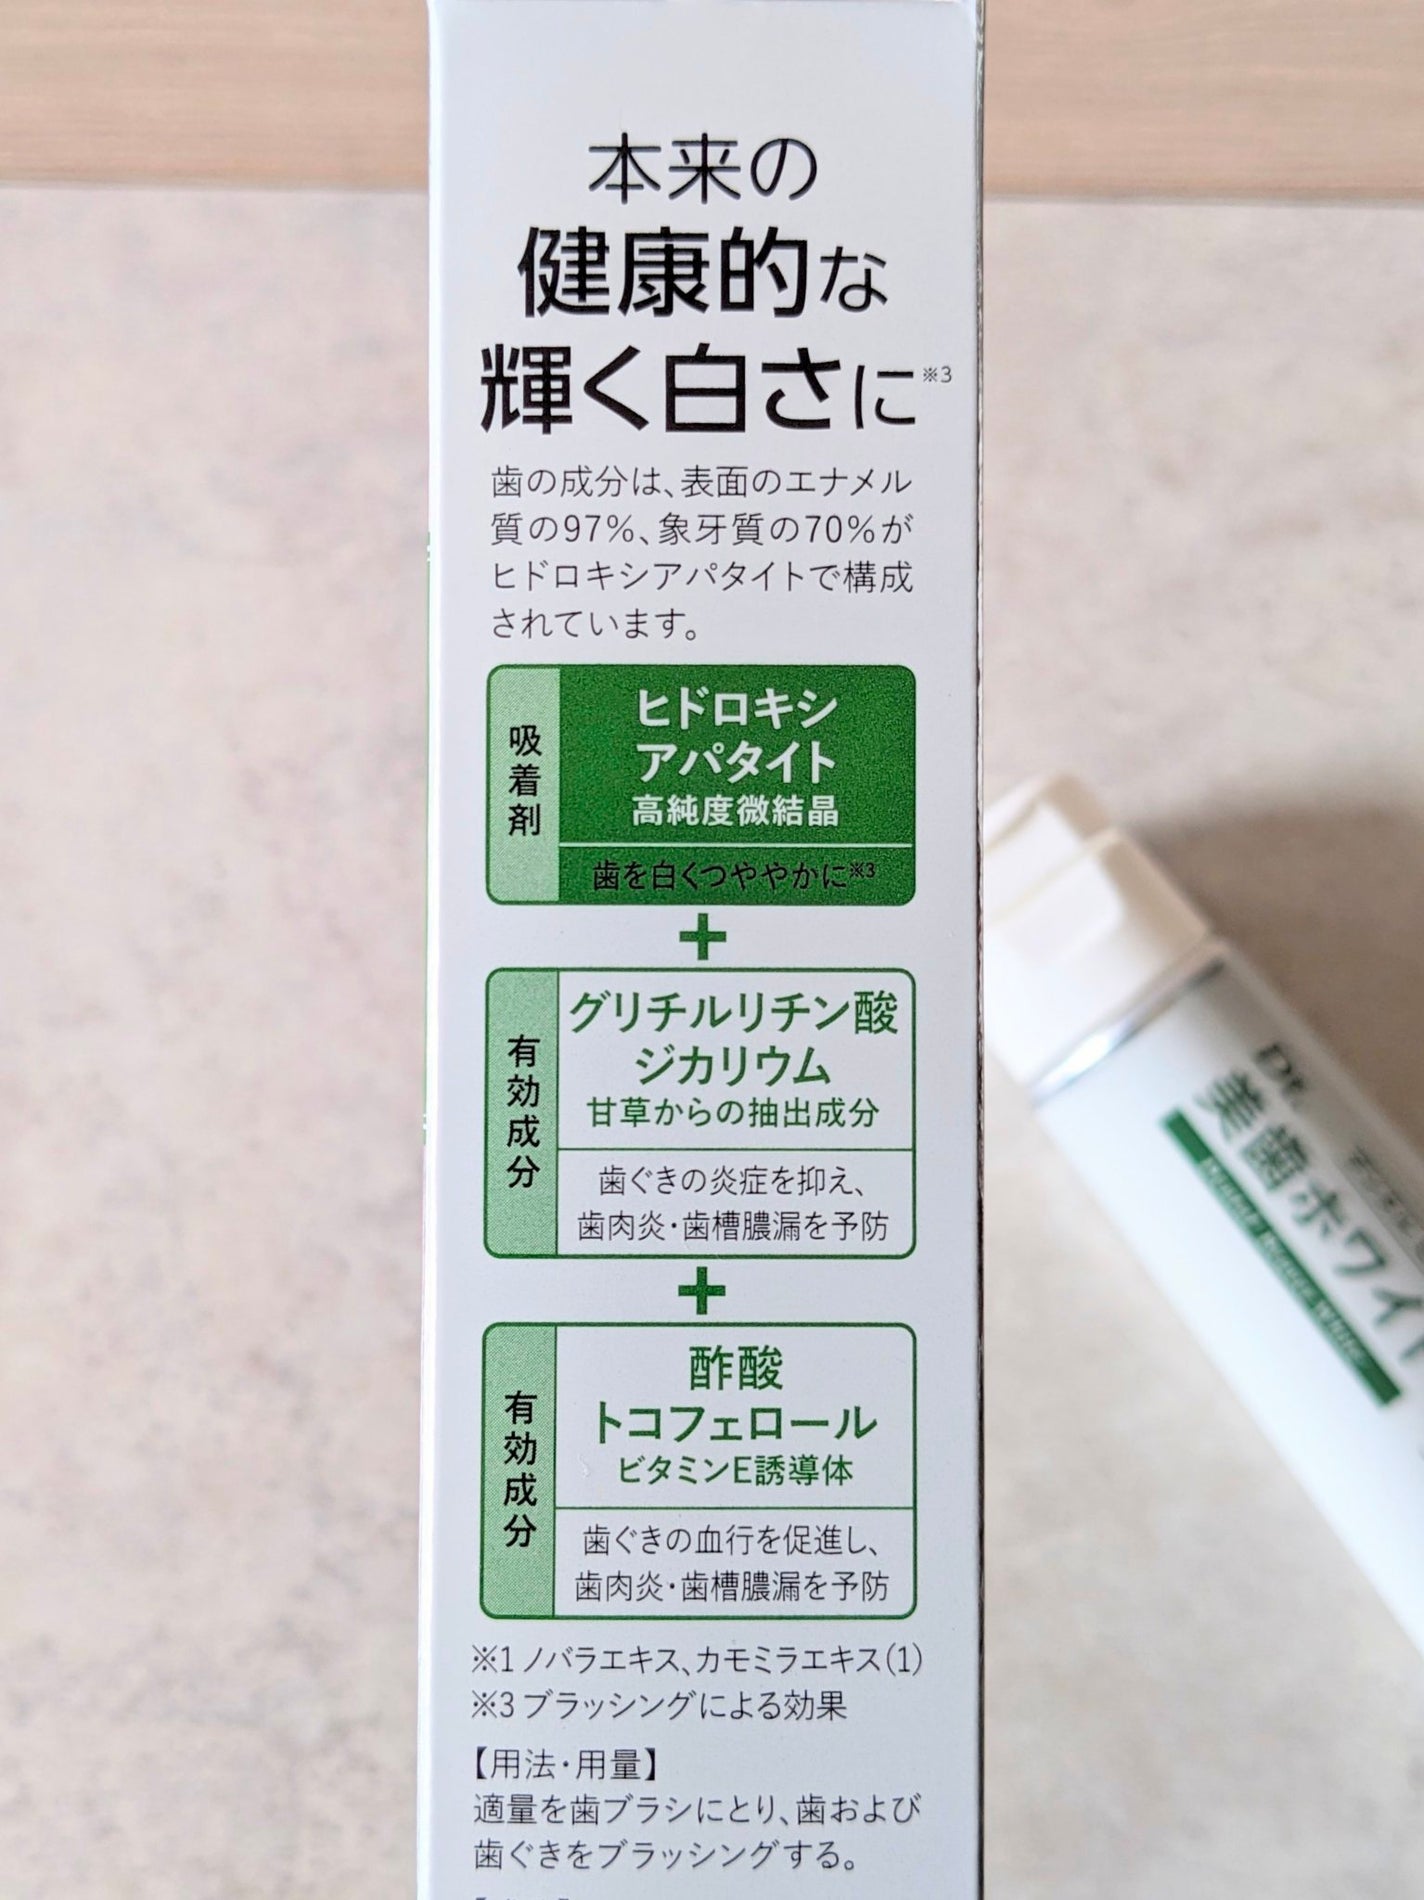 本来の
健康的な
輝く白さに※3
歯の成分は、表面のエナメル
質の97%、象牙質の70%が
ヒドロキシアパタイトで構成
されています。
吸着剤
ヒドロキシ
アパタイト
高純度微結晶
歯を白くつややかに※3
+
有効成分
グリチルリチン酸
ジカリウム
甘草からの抽出成分
歯ぐきの炎症を抑え、
歯肉炎・歯槽膿漏を予防
+
有効成分
酢酸
トコフェロール
ビタミンE誘導体
歯ぐきの血行を促進し、
歯肉炎・歯槽膿漏を予防
※1 ノバラエキス、カモミラエキス(1)
※3 ブラッシングによる効果
【用法・用量】
適量を歯ブラシにとり、歯および
歯ぐきをブラッシングする。
Dr.
美歯ホワイト